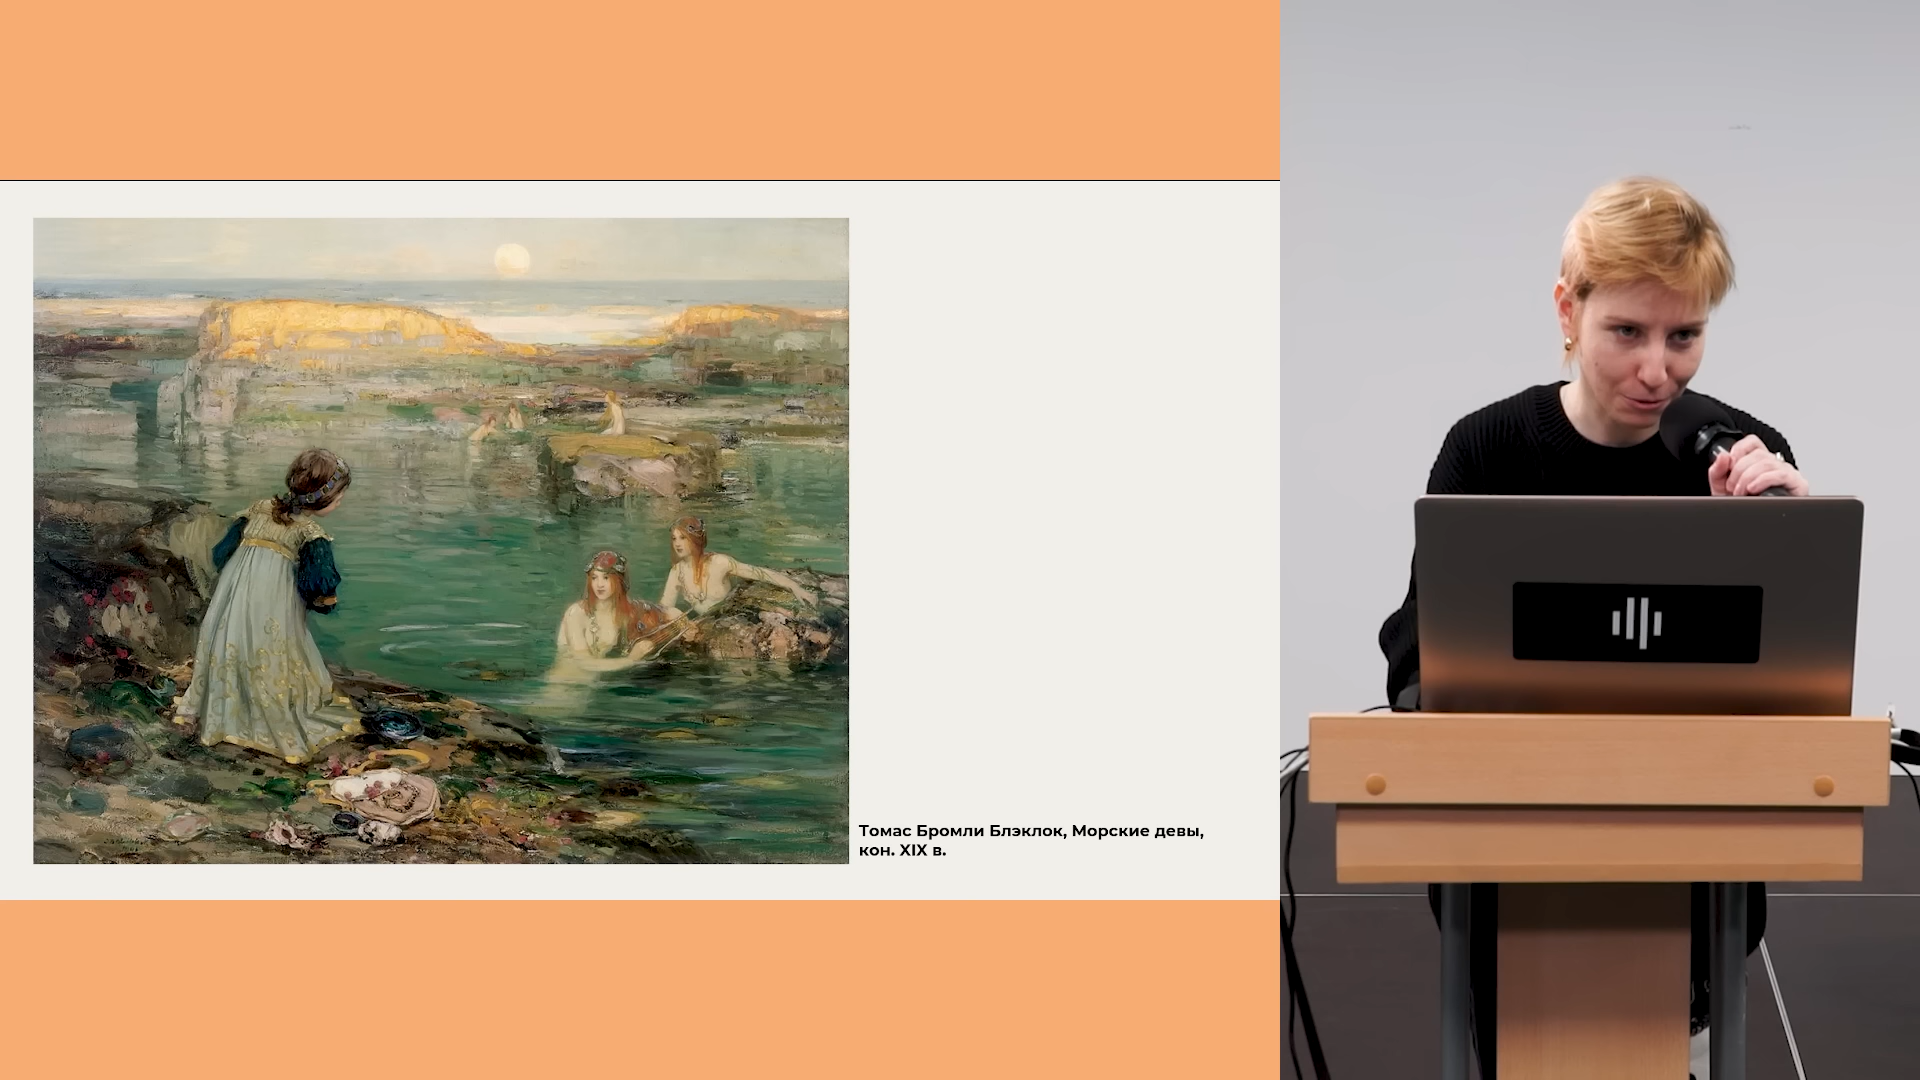 Томас Бромли Блэклок, Морские девы,
кон. XIX в.